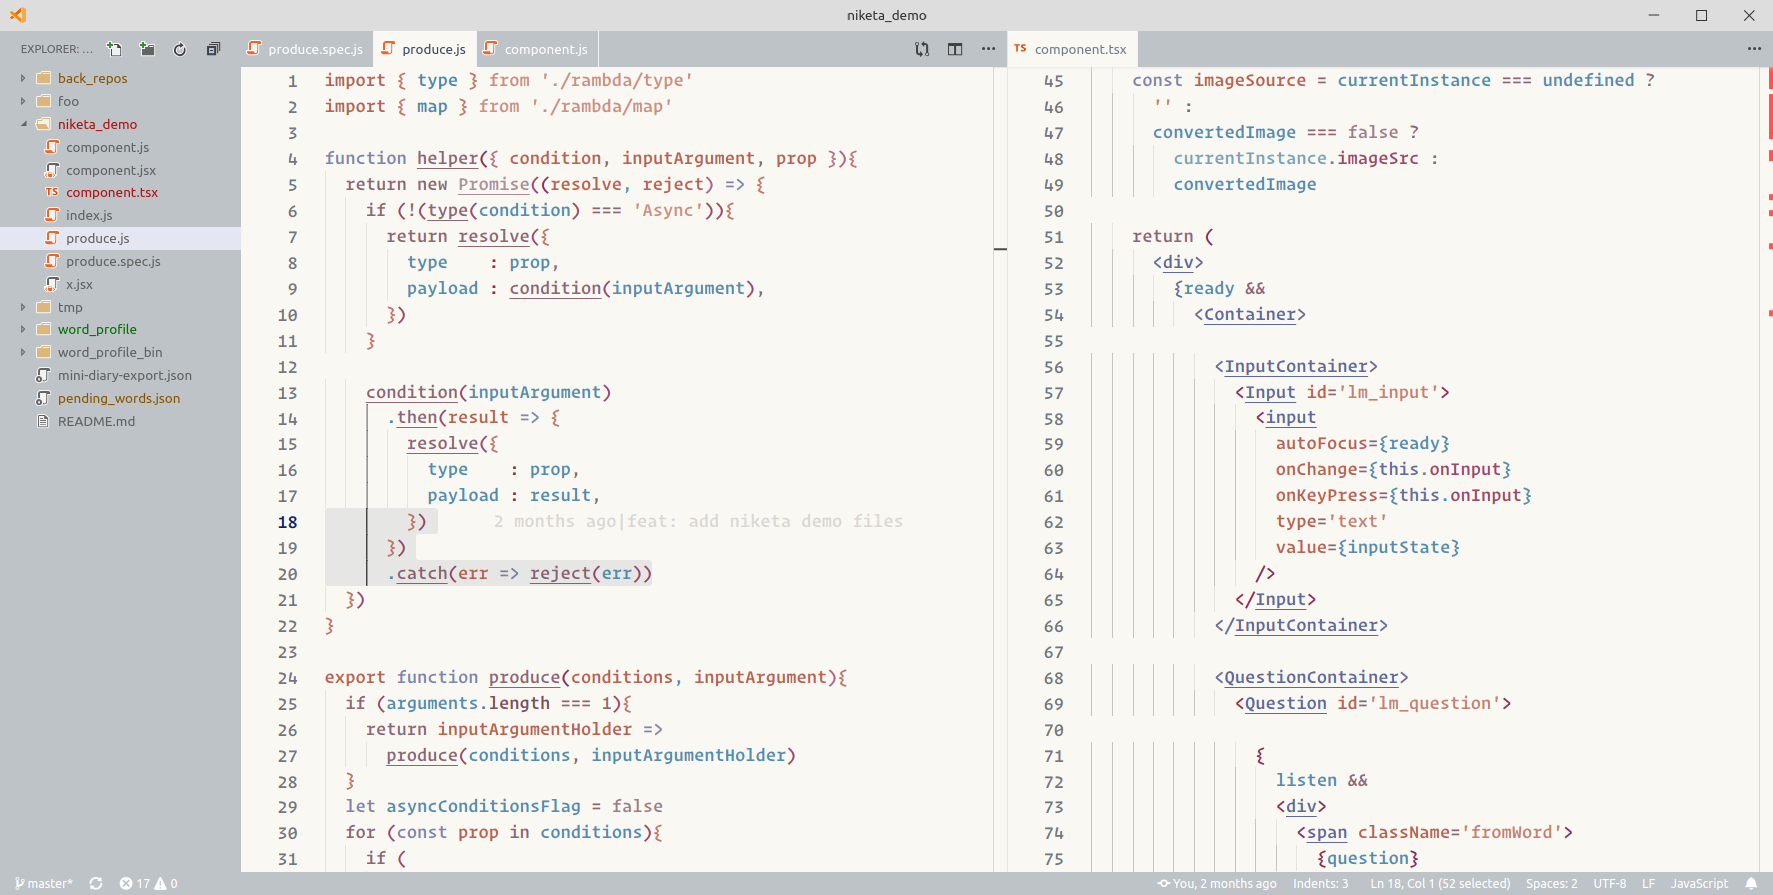 niketa_demo
EXPLORER: ...
back_repos
foo
niketa_demo
component.js
component.jsx
TS component.tsx
index.js
produce.js
produce.spec.js
x.jsx
tmp
word_profile
word_profile_bin
mini-diary-export.json
pending_words.json
README.md
produce.spec.js
produce.js
component.js
1 import { type } from './rambda/type'
2 import { map } from './rambda/map'
3
4 function helper({ condition, inputArgument, prop }){
5 return new Promise((resolve, reject) => {
6 if (!(type(condition) === 'Async')){
7 return resolve({
8 type    : prop,
9 payload : condition(inputArgument),
10 })
11 }
12
13 condition(inputArgument)
14 .then(result => {
15 resolve({
16 type    : prop,
17 payload : result,
18 }) 2 months ago|feat: add niketa demo files
19 })
20 .catch(err => reject(err))
21 })
22 }
23
24 export function produce(conditions, inputArgument){
25 if (arguments.length === 1){
26 return inputArgumentHolder =>
27 produce(conditions, inputArgumentHolder)
28 }
29 let asyncConditionsFlag = false
30 for (const prop in conditions){
31 if (
TS component.tsx
45 const imageSource = currentInstance === undefined ?
46 '' :
47 convertedImage === false ?
48 currentInstance.imageSrc :
49 convertedImage
50
51 return (
52 <div>
53 {ready &&
54 <Container>
55
56 <InputContainer>
57 <Input id='lm_input'>
58 <input
59 autoFocus={ready}
60 onChange={this.onInput}
61 onKeyPress={this.onInput}
62 type='text'
63 value={inputState}
64 />
65 </Input>
66 </InputContainer>
67
68 <QuestionContainer>
69 <Question id='lm_question'>
70
71 {
72 listen &&
73 <div>
74 <span className='fromWord'>
75 {question}
master* 17 0
You, 2 months ago Indents: 3 Ln 18, Col 1 (52 selected) Spaces: 2 UTF-8 LF JavaScript